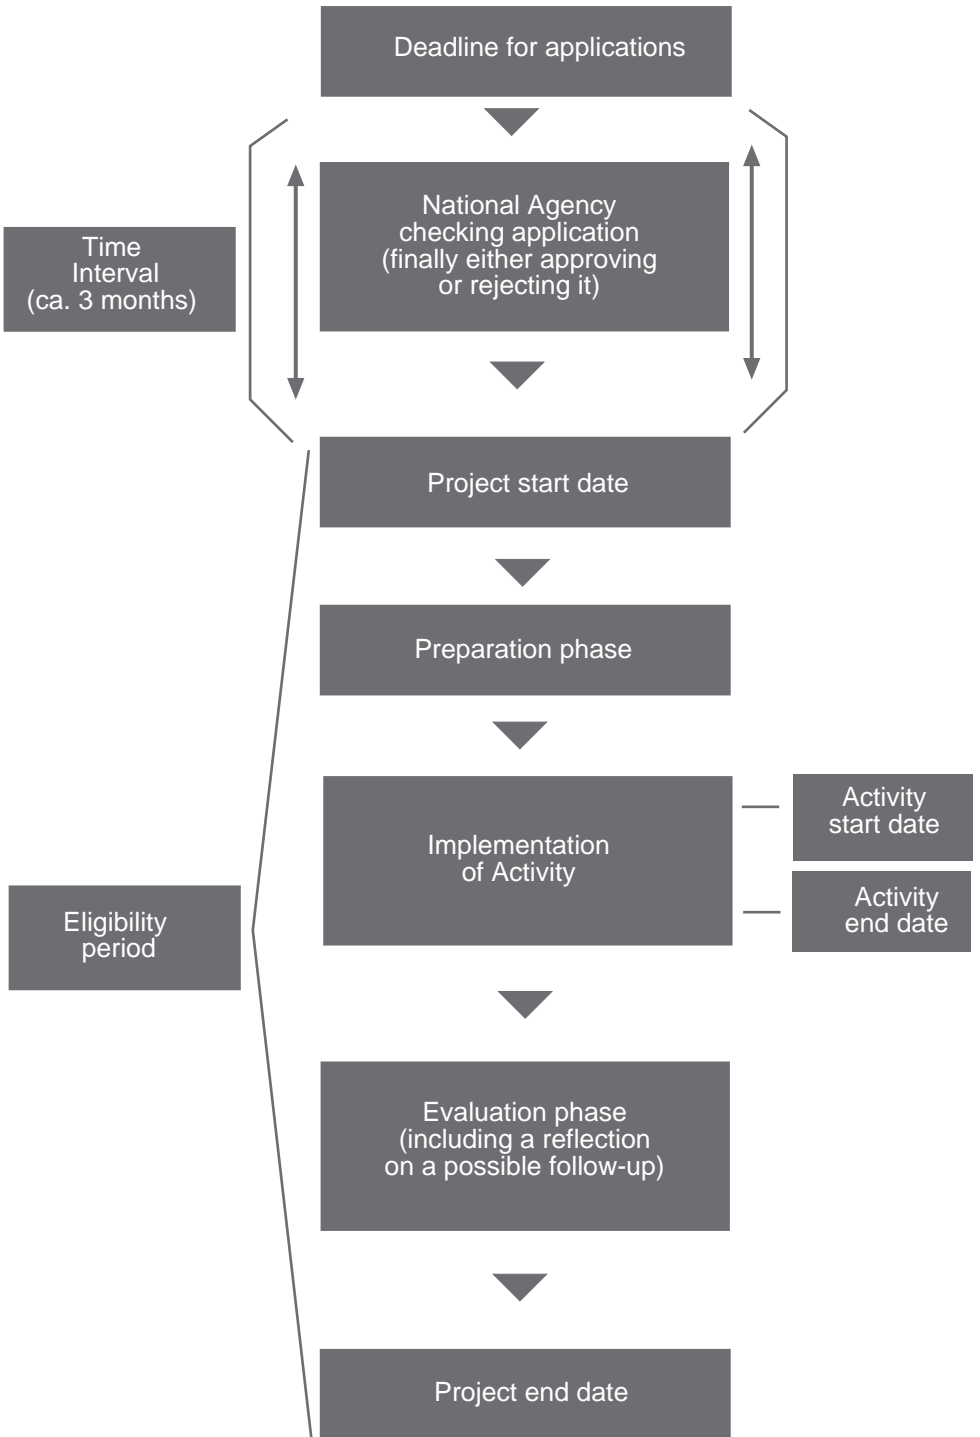 Deadline for applications
National Agency
checking application
(finally either approving
or rejecting it)
Time
Interval
(ca. 3 months)
Project start date
Preparation phase
Implementation
of Activity
Activity
start date
Activity
end date
Eligibility
period
Evaluation phase
(including a reflection
on a possible follow-up)
Project end date